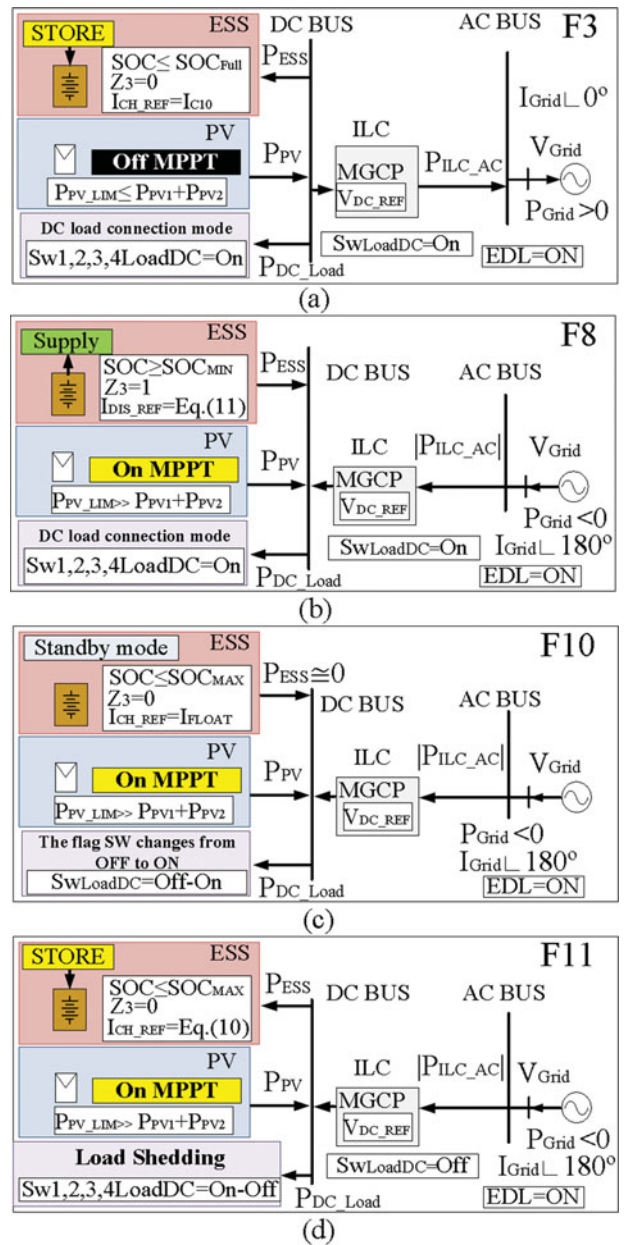 STORE
ESS
DC BUS
AC BUS
F3
SOC≤ SOCFull
Z3=0
ICH_REF=IC10
PESS
PV
Off MPPT
PPV_LIM≤ PPV1+PPV2
PPV
ILC
MGCP
VDC_REF
PILC_AC
IGrid∟0º
VGrid
PGrid >0
DC load connection mode
Sw1,2,3,4LoadDC=On
PDC_Load
SwLoadDC=On
EDL=ON
(a)
Supply
ESS
F8
SOC≥SOCMIN
Z3=1
IDIS_REF=Eq.(11)
PESS
DC BUS
AC BUS
PV
On MPPT
PPV_LIM>> PPV1+PPV2
PPV
ILC
MGCP
VDC_REF
|PILC_AC|
VGrid
PGrid <0
IGrid∟180º
DC load connection mode
Sw1,2,3,4LoadDC=On
PDC_Load
SwLoadDC=On
EDL=ON
(b)
Standby mode
ESS
F10
SOC≤SOCMAX
Z3=0
ICH_REF=IFLOAT
PESS≅0
DC BUS
AC BUS
PV
On MPPT
PPV_LIM>> PPV1+PPV2
PPV
ILC
MGCP
VDC_REF
|PILC_AC|
VGrid
PGrid <0
IGrid∟180º
The flag SW changes from
OFF to ON
SwLoadDC=Off-On
PDC_Load
EDL=ON
(c)
STORE
ESS
F11
SOC≤SOCMAX
Z3=0
ICH_REF=Eq.(10)
PESS
DC BUS
AC BUS
PV
On MPPT
PPV_LIM>> PPV1+PPV2
PPV
ILC
MGCP
VDC_REF
|PILC_AC|
VGrid
PGrid <0
IGrid∟180º
Load Shedding
Sw1,2,3,4LoadDC=On-Off
PDC_Load
SwLoadDC=Off
EDL=ON
(d)